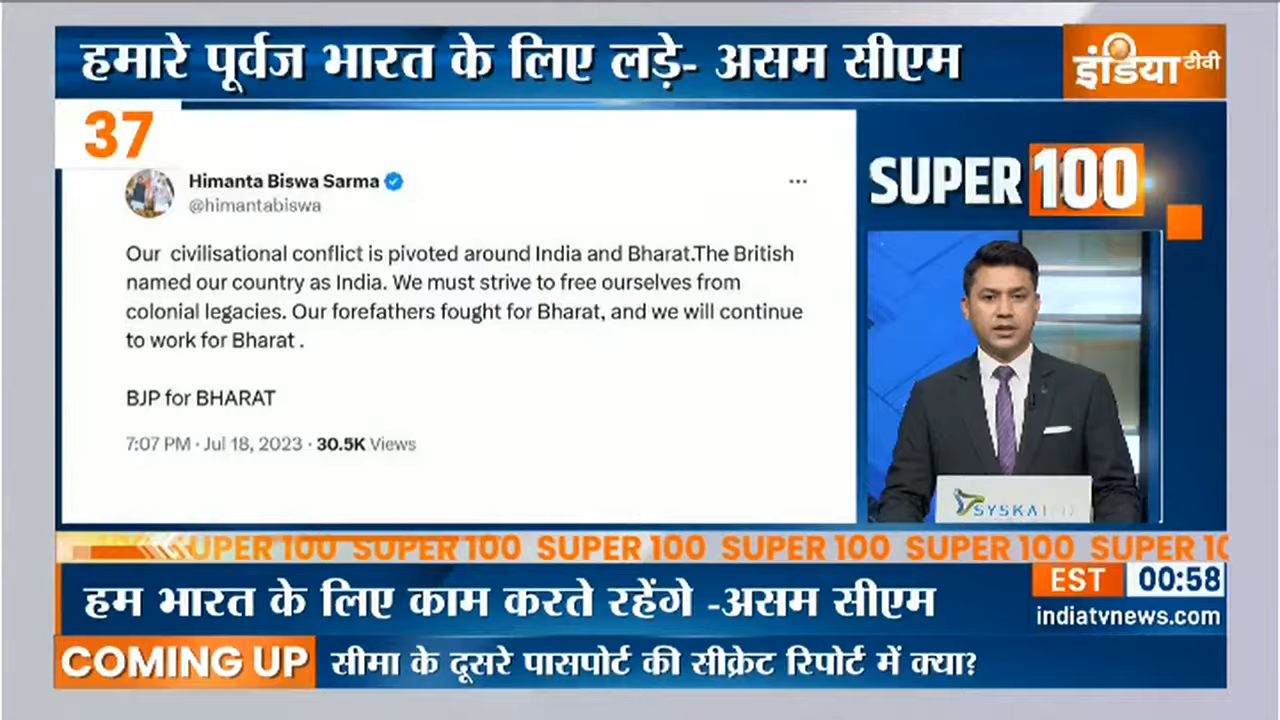 हमारे पूर्वज भारत के लिए लड़े- असम सीएम
इंडिया टीवी
37
Himanta Biswa Sarma
@himantabiswa
Our civilisational conflict is pivoted around India and Bharat.The British
named our country as India. We must strive to free ourselves from
colonial legacies. Our forefathers fought for Bharat, and we will continue
to work for Bharat .
BJP for BHARAT
7:07 PM · Jul 18, 2023 · 30.5K Views
SUPER 100
SYSKA
SUPER 100 SUPER 100 SUPER 100 SUPER 100 SUPER
हम भारत के लिए काम करते रहेंगे -असम सीएम
EST 00:58
indiatvnews.com
COMING UP सीमा के दूसरे पासपोर्ट की सीक्रेट रिपोर्ट में क्या?